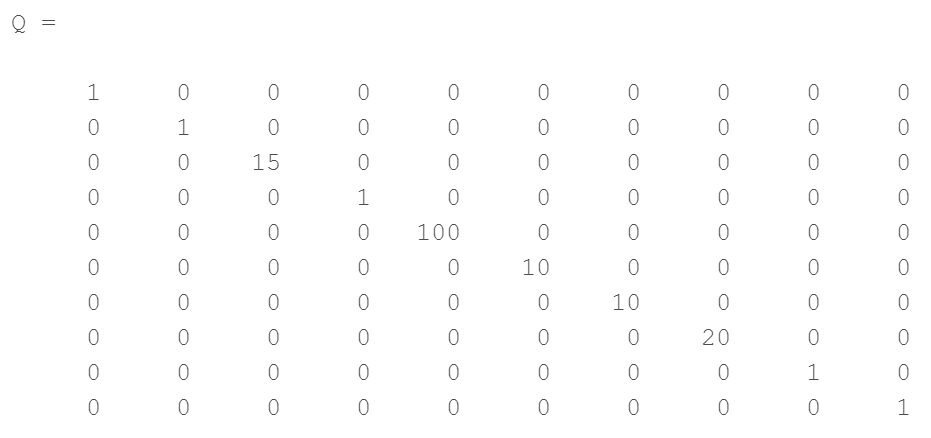 Q =
1 0 0 0 0 0 0 0 0 0
0 1 0 0 0 0 0 0 0 0
0 0 15 0 0 0 0 0 0 0
0 0 0 1 0 0 0 0 0 0
0 0 0 0 100 0 0 0 0 0
0 0 0 0 0 10 0 0 0 0
0 0 0 0 0 0 10 0 0 0
0 0 0 0 0 0 0 20 0 0
0 0 0 0 0 0 0 0 1 0
0 0 0 0 0 0 0 0 0 1